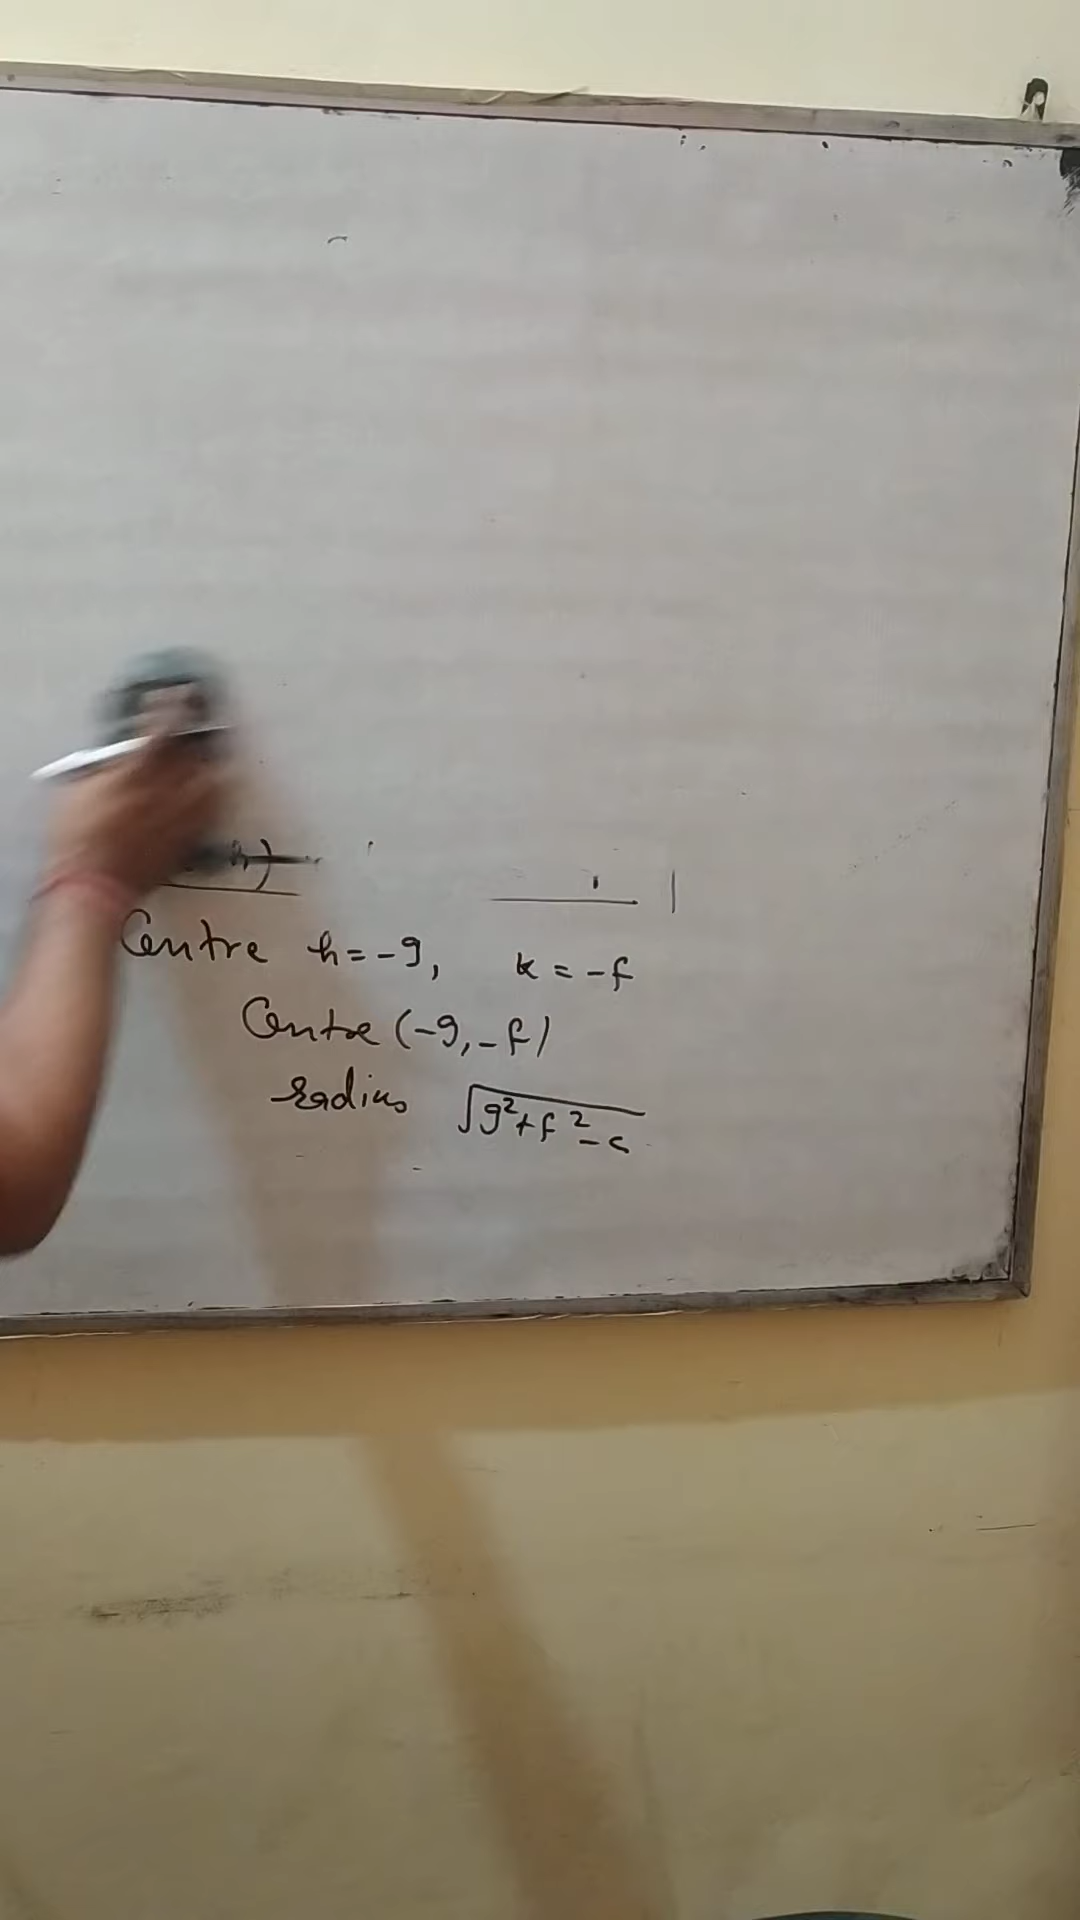 Centre h = -g, k = -f
Centre (-g, -f)
radius √g²+f²-c